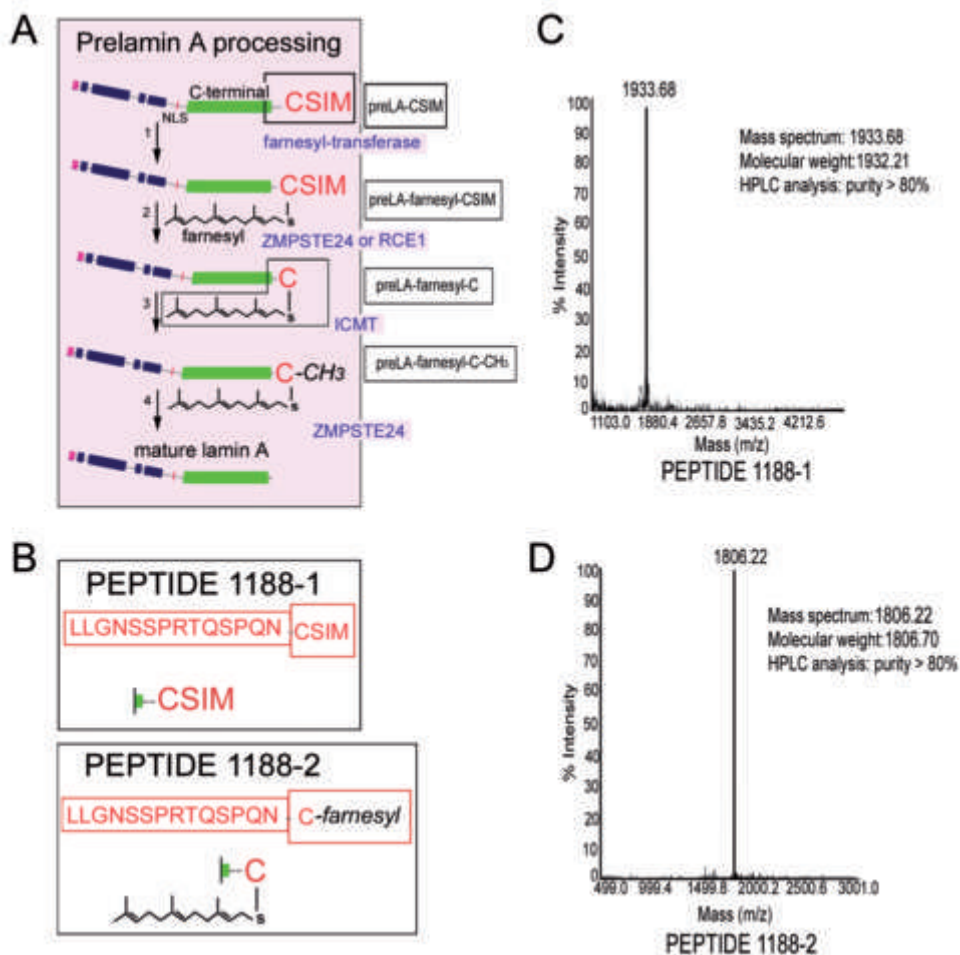 A
Prelamin A processing
C-terminal
CSIM
preLA-CSIM
NLS
1
farnesyl-transferase
CSIM
preLA-farnesyl-CSIM
2
farnesyl
s
ZMPSTE24 or RCE1
C
preLA-farnesyl-C
3
s
ICMT
C-CH3
preLA-farnesyl-C-CH3
s
4
ZMPSTE24
mature lamin A
B
PEPTIDE 1188-1
LLGNSSPRTQSPQN CSIM
CSIM
PEPTIDE 1188-2
LLGNSSPRTQSPQN C-farnesyl
C
s
C
1933.68
Mass spectrum: 1933.68
Molecular weight:1932.21
HPLC analysis: purity > 80%
% Intensity
100
90
80
70
60
50
40
30
20
10
0
1103.0 1880.4 2657.8 3435.2 4212.6
Mass (m/z)
PEPTIDE 1188-1
D
1806.22
Mass spectrum: 1806.22
Molecular weight:1806.70
HPLC analysis: purity > 80%
% Intensity
100
90
80
70
60
50
40
30
20
10
0
499.0 999.4 1499.8 2000.2 2500.6 3001.0
Mass (m/z)
PEPTIDE 1188-2